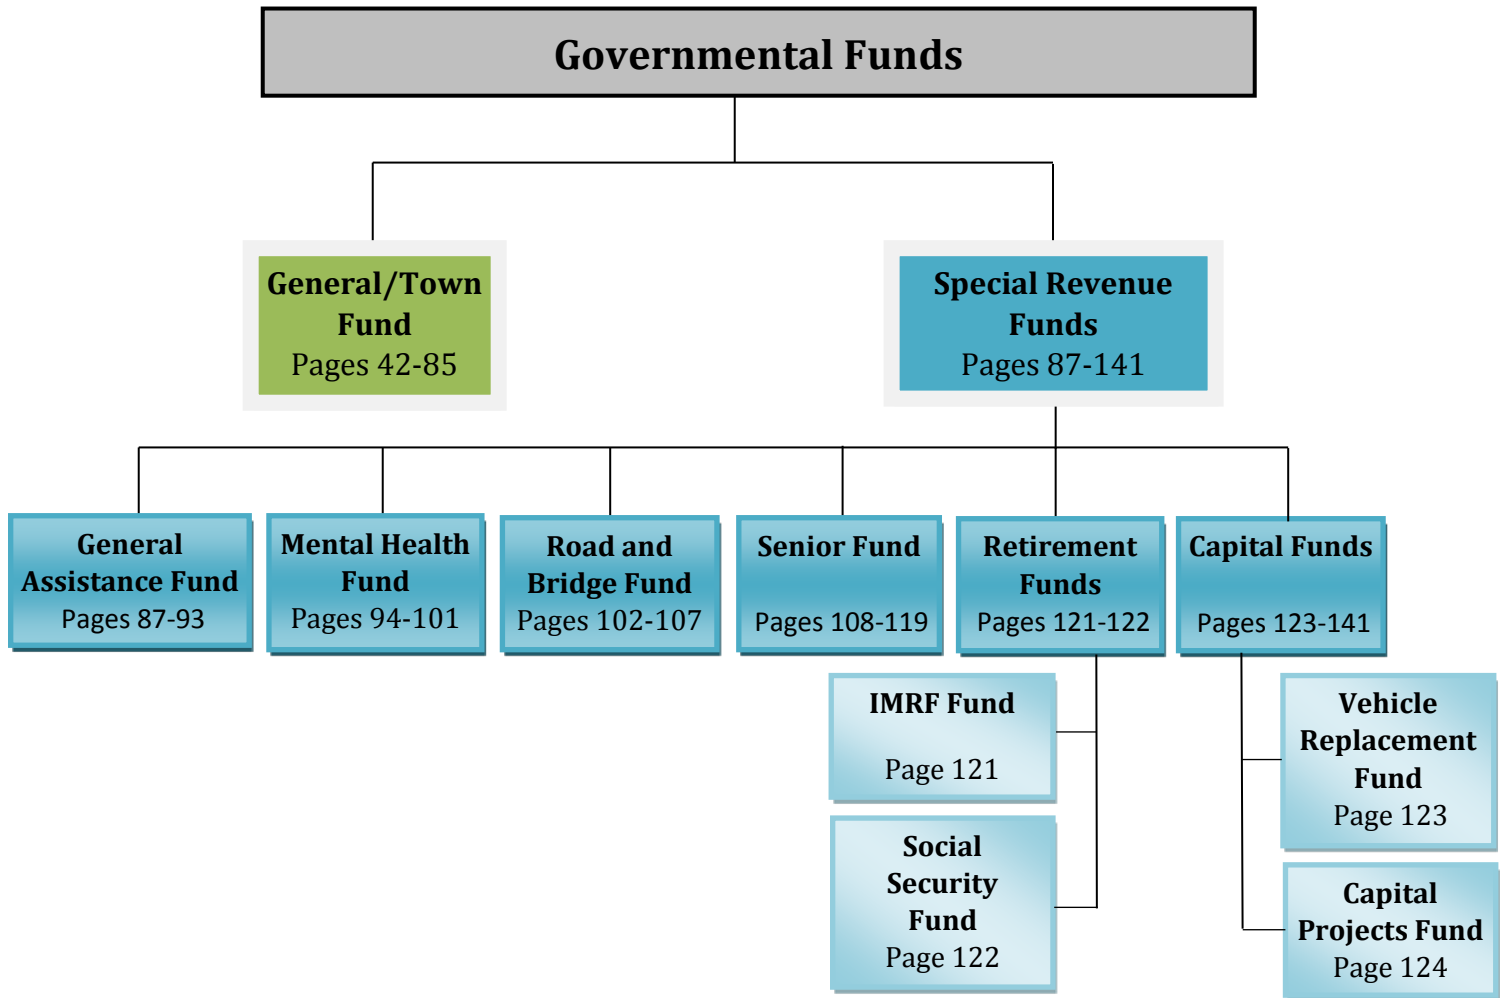 Governmental Funds
General/Town
Fund
Pages 42-85
Special Revenue
Funds
Pages 87-141
General
Assistance Fund
Pages 87-93
Mental Health
Fund
Pages 94-101
Road and
Bridge Fund
Pages 102-107
Senior Fund
Pages 108-119
Retirement
Funds
Pages 121-122
Capital Funds
Pages 123-141
IMRF Fund
Page 121
Social
Security
Fund
Page 122
Vehicle
Replacement
Fund
Page 123
Capital
Projects Fund
Page 124